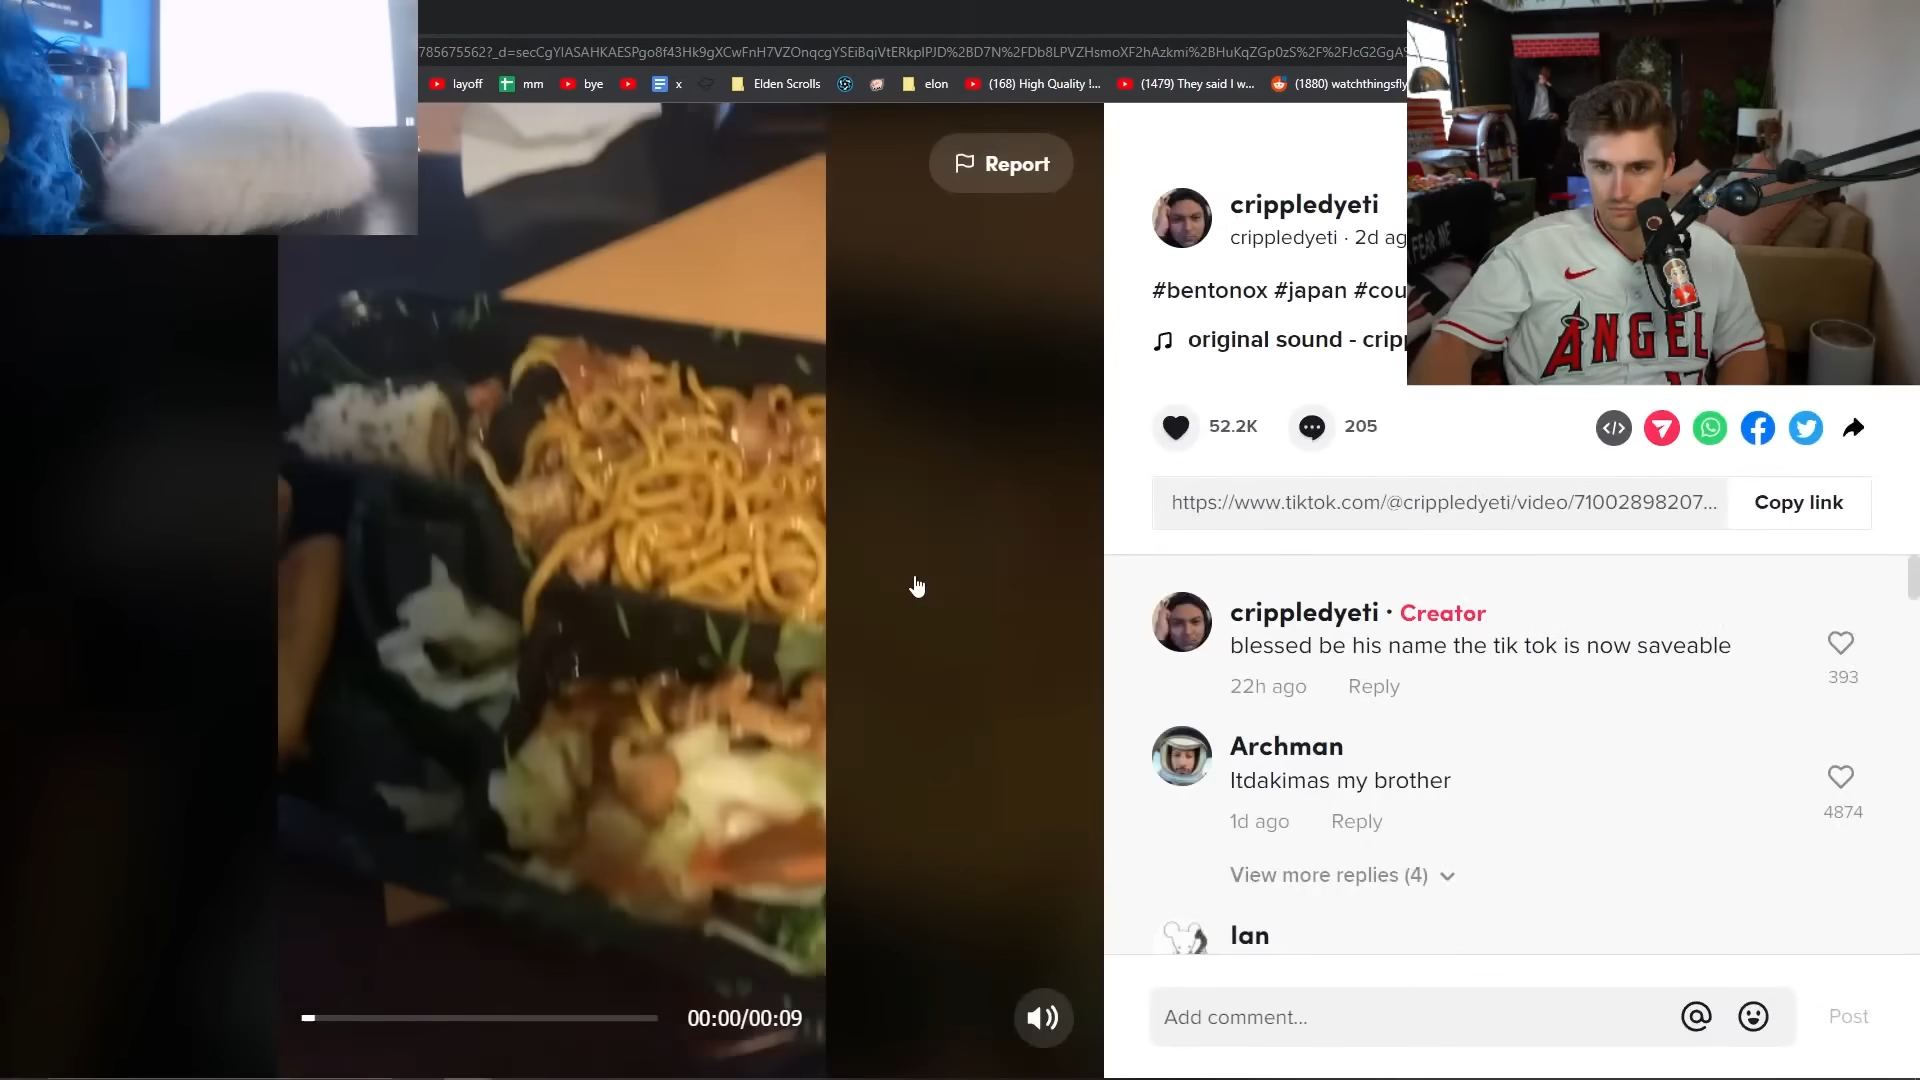 785675562?_d=secCgYIASAHKAESPgo8f43Hk9gXCwFnH7VZOnqcgYSEiBqiVtERkpIPJD%2BD7N%2FDb8LPVZHsmoXF2hAzkmi%2BHuKqZGp0zS%2F%2FJcG2GgA%
layoff mm bye x Elden Scrolls elon (168) High Quality !... (1479) They said I w... (1880) watchthingsfly
Report
crippledyeti
crippledyeti · 2d ag
#bentonox #japan #cou
original sound - cripp
FEAR ME
ANGEL
52.2K 205
https://www.tiktok.com/@crippledyeti/video/71002898207... Copy link
crippledyeti · Creator
blessed be his name the tik tok is now saveable
22h ago Reply
393
Archman
Itdakimas my brother
1d ago Reply
4874
View more replies (4)
Ian
00:00/00:09
Add comment...
Post